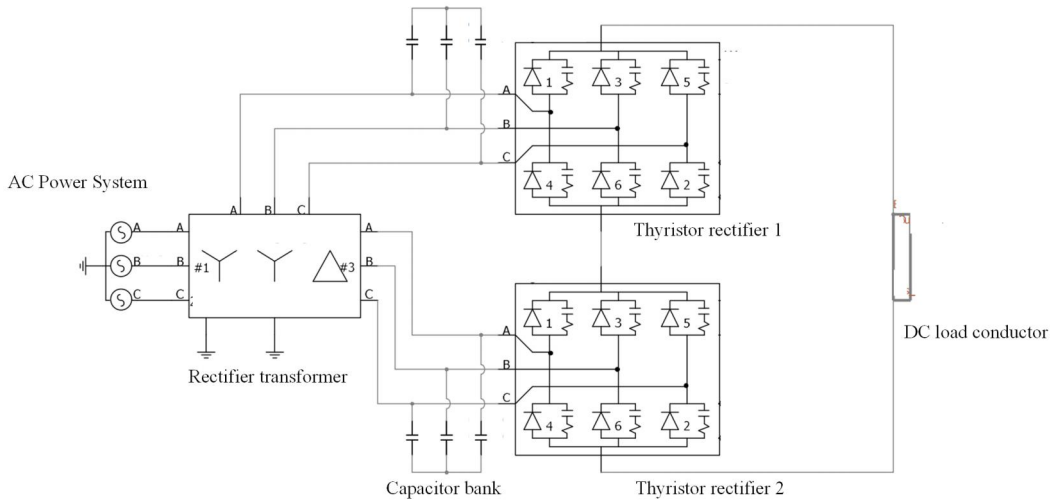 1 3 5
A
B
C
4 6 2
AC Power System
Thyristor rectifier 1
A B C
A A A
B B #1 #3 B
C C C
DC load conductor
Rectifier transformer
1 3 5
A
B
C
4 6 2
Capacitor bank
Thyristor rectifier 2